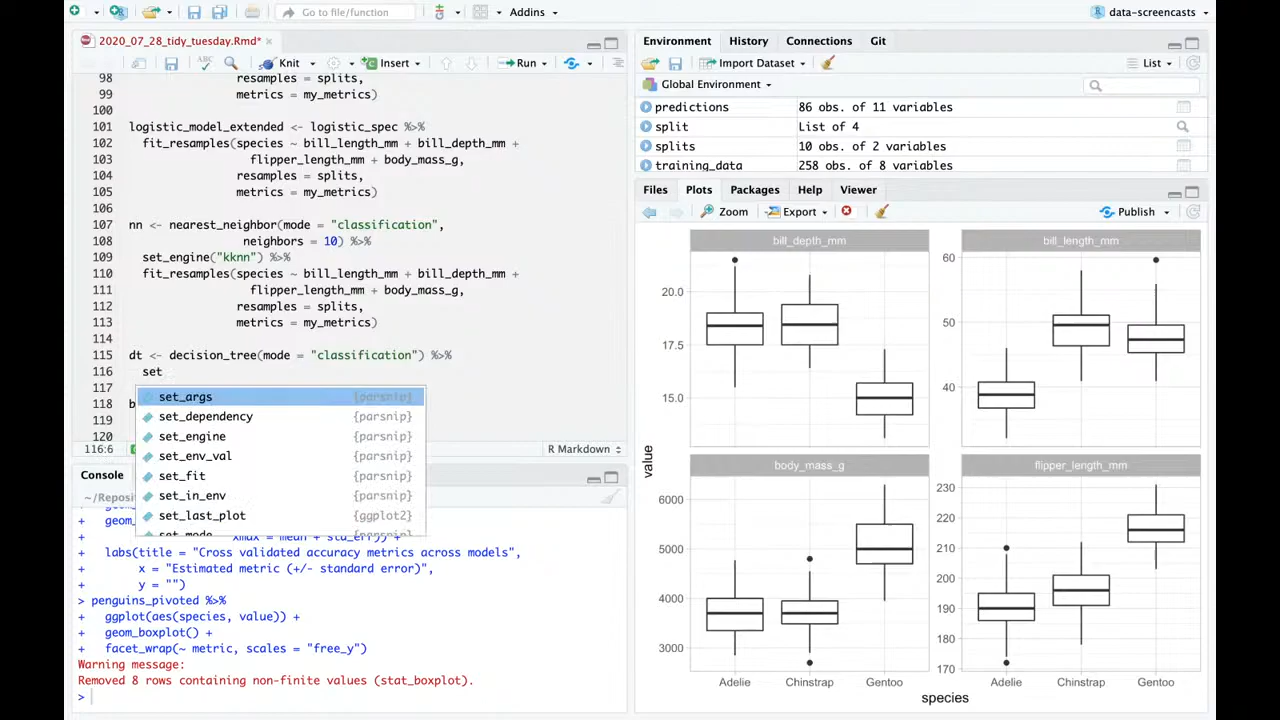 Go to file/function
Addins
data-screencasts
2020_07_28_tidy_tuesday.Rmd*
ABC
Knit
Insert
Run
98 resamples = splits,
99 metrics = my_metrics)
100
101 logistic_model_extended <- logistic_spec %>%
102 fit_resamples(species ~ bill_length_mm + bill_depth_mm +
103 flipper_length_mm + body_mass_g,
104 resamples = splits,
105 metrics = my_metrics)
106
107 nn <- nearest_neighbor(mode = "classification",
108 neighbors = 10) %>%
109 set_engine("kknn") %>%
110 fit_resamples(species ~ bill_length_mm + bill_depth_mm +
111 flipper_length_mm + body_mass_g,
112 resamples = splits,
113 metrics = my_metrics)
114
115 dt <- decision_tree(mode = "classification") %>%
116 set
117
118 b
119
120
set_args {parsnip}
set_dependency {parsnip}
set_engine {parsnip}
set_env_val {parsnip}
set_fit {parsnip}
set_in_env {parsnip}
set_last_plot {ggplot2}
set_mode
116:6
R Markdown
Console
~/Reposit
+ geom_
+ xmax = mean + std_err)) +
+ labs(title = "Cross validated accuracy metrics across models",
+ x = "Estimated metric (+/- standard error)",
+ y = "")
> penguins_pivoted %>%
+ ggplot(aes(species, value)) +
+ geom_boxplot() +
+ facet_wrap(~ metric, scales = "free_y")
Warning message:
Removed 8 rows containing non-finite values (stat_boxplot).
>
Environment History Connections Git
Import Dataset
List
Global Environment
predictions 86 obs. of 11 variables
split List of 4
splits 10 obs. of 2 variables
training_data 258 obs. of 8 variables
Files Plots Packages Help Viewer
Zoom Export Publish
bill_depth_mm
20.0
17.5
15.0
bill_length_mm
60
50
40
value
body_mass_g
6000
5000
4000
3000
flipper_length_mm
230
220
210
200
190
180
170
Adelie Chinstrap Gentoo
Adelie Chinstrap Gentoo
species